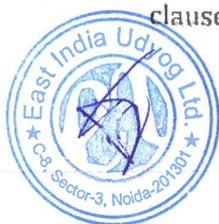 clause
East India Udyog Ltd
★ C-8, Sector-3, Noida-201301 ★